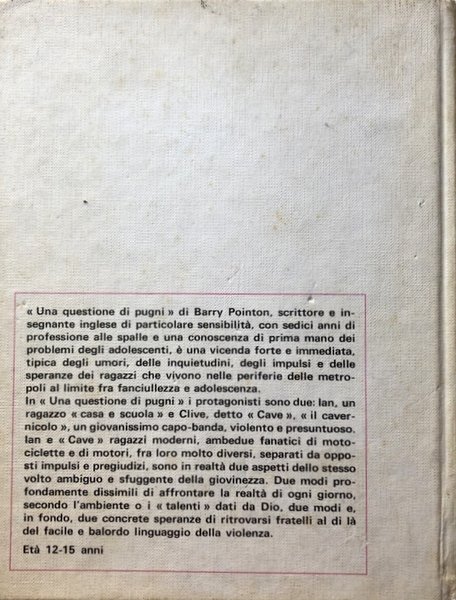 « Una questione di pugni » di Barry Pointon, scrittore e in-
segnante inglese di particolare sensibilità, con sedici anni di
professione alle spalle e una conoscenza di prima mano dei
problemi degli adolescenti, è una vicenda forte e immediata,
tipica degli umori, delle inquietudini, degli impulsi e delle
speranze dei ragazzi che vivono nelle periferie delle metro-
poli al limite fra fanciullezza e adolescenza.
In « Una questione di pugni » i protagonisti sono due: Ian, un
ragazzo « casa e scuola » e Clive, detto « Cave », « il caver-
nicolo », un giovanissimo capo-banda, violento e presuntuoso.
Ian e « Cave » ragazzi moderni, ambedue fanatici di moto-
ciclette e di motori, fra loro molto diversi, separati da oppo-
sti impulsi e pregiudizi, sono in realtà due aspetti dello stesso
volto ambiguo e sfuggente della giovinezza. Due modi pro-
fondamente dissimili di affrontare la realtà di ogni giorno,
secondo l'ambiente o i « talenti » dati da Dio, due modi e,
in fondo, due concrete speranze di ritrovarsi fratelli al di là
del facile e balordo linguaggio della violenza.
Età 12-15 anni